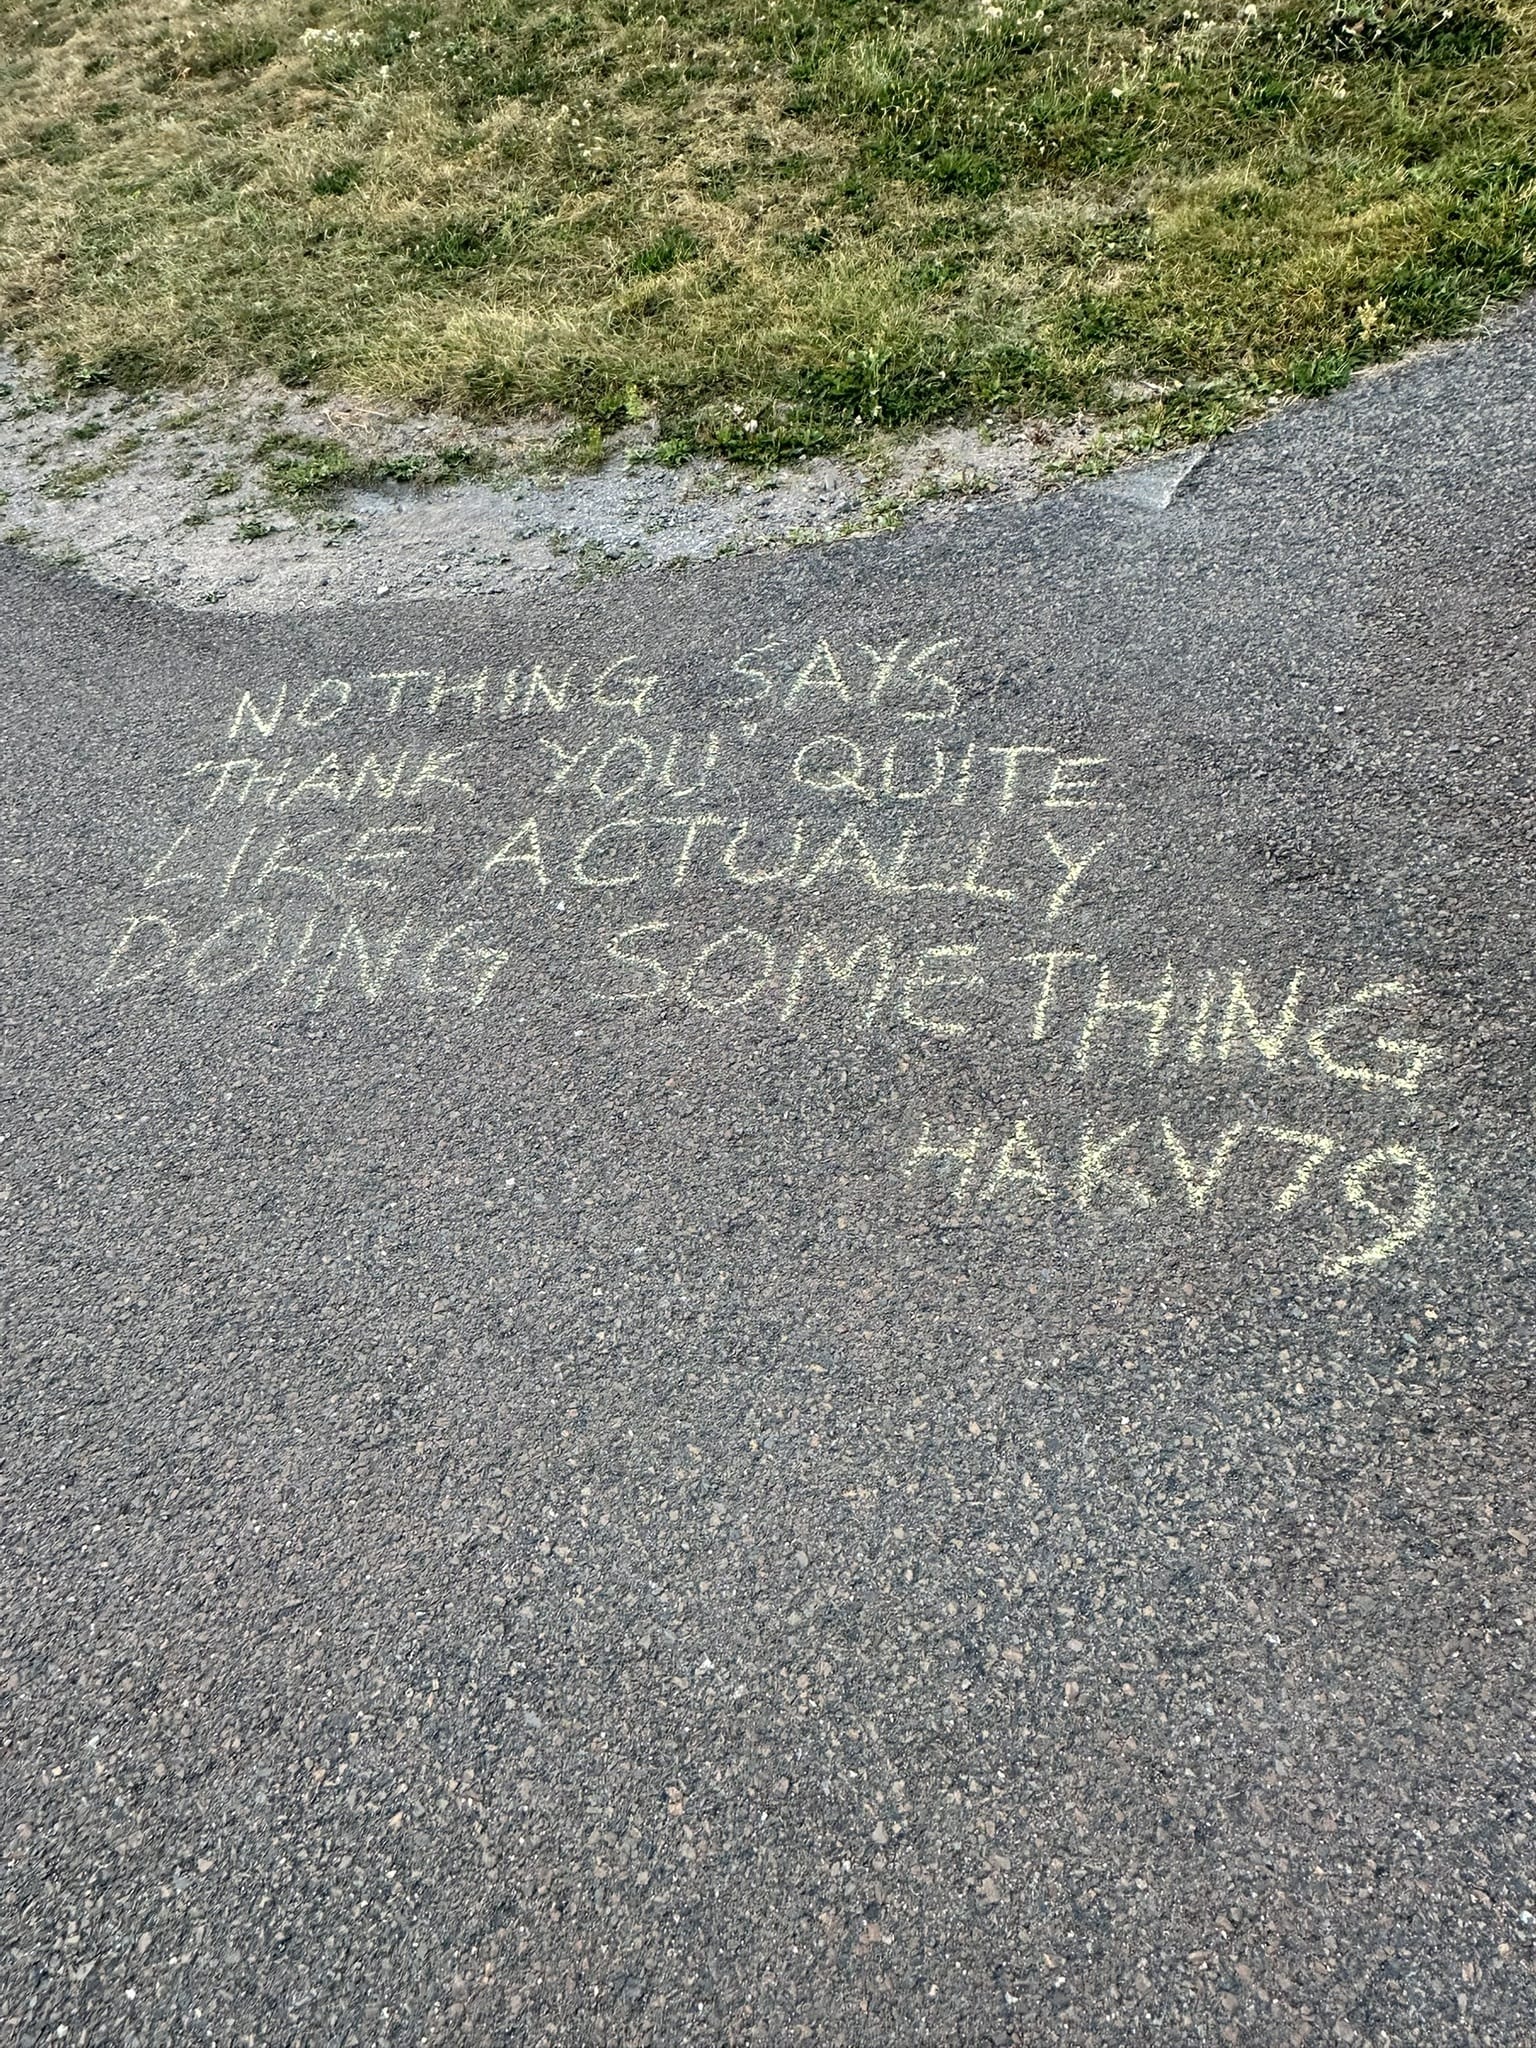 NOTHING SAYS
'THANK YOU' QUITE
LIKE ACTUALLY
DOING SOMETHING
HAKV79